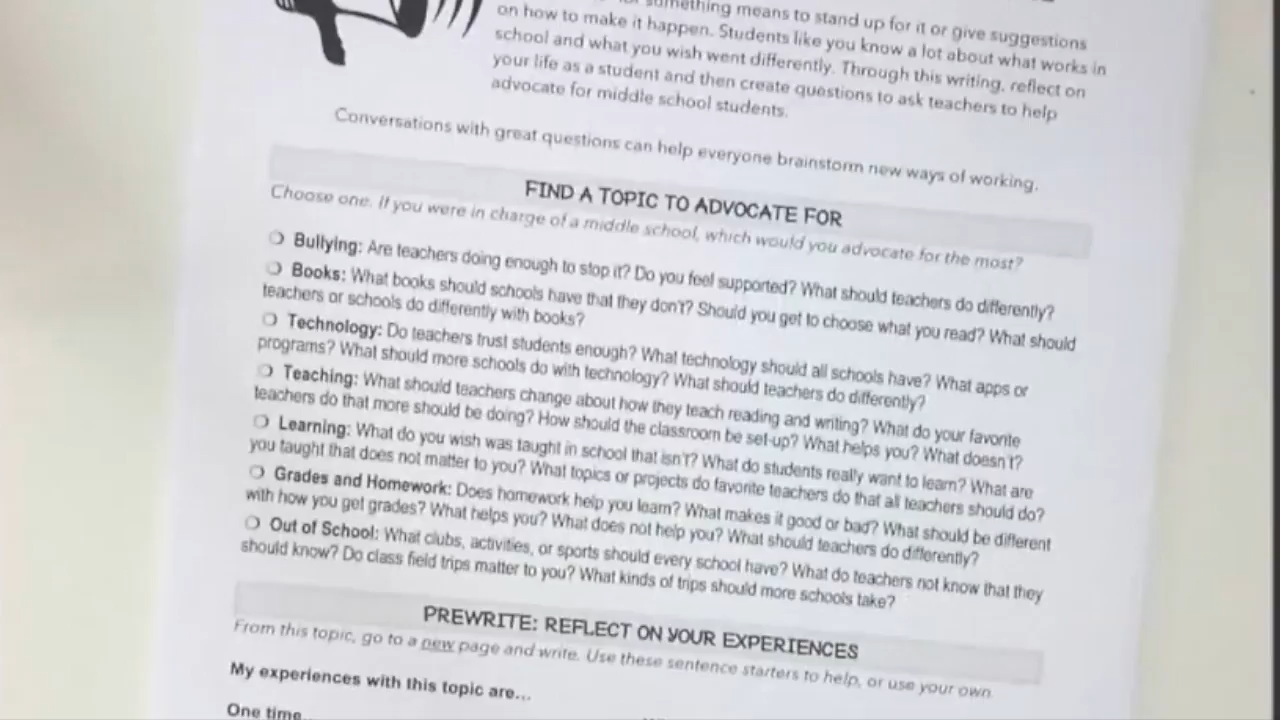 something means to stand up for it or give suggestions
on how to make it happen. Students like you know a lot about what works in
school and what you wish went differently. Through this writing, reflect on
your life as a student and then create questions to ask teachers to help
advocate for middle school students.
Conversations with great questions can help everyone brainstorm new ways of working.
FIND A TOPIC TO ADVOCATE FOR
Choose one. If you were in charge of a middle school, which would you advocate for the most?
Bullying: Are teachers doing enough to stop it? Do you feel supported? What should teachers do differently?
Books: What books should schools have that they don't? Should you get to choose what you read? What should
teachers or schools do differently with books?
Technology: Do teachers trust students enough? What technology should all schools have? What apps or
programs? What should more schools do with technology? What should teachers do differently?
Teaching: What should teachers change about how they teach reading and writing? What do your favorite
teachers do that more should be doing? How should the classroom be set-up? What helps you? What doesn't?
Learning: What do you wish was taught in school that isn't? What do students really want to learn? What are
you taught that does not matter to you? What topics or projects do favorite teachers do that all teachers should do?
Grades and Homework: Does homework help you learn? What makes it good or bad? What should be different
with how you get grades? What helps you? What does not help you? What should teachers do differently?
Out of School: What clubs, activities, or sports should every school have? What do teachers not know that they
should know? Do class field trips matter to you? What kinds of trips should more schools take?
PREWRITE: REFLECT ON YOUR EXPERIENCES
From this topic, go to a new page and write. Use these sentence starters to help, or use your own.
My experiences with this topic are...
One time...